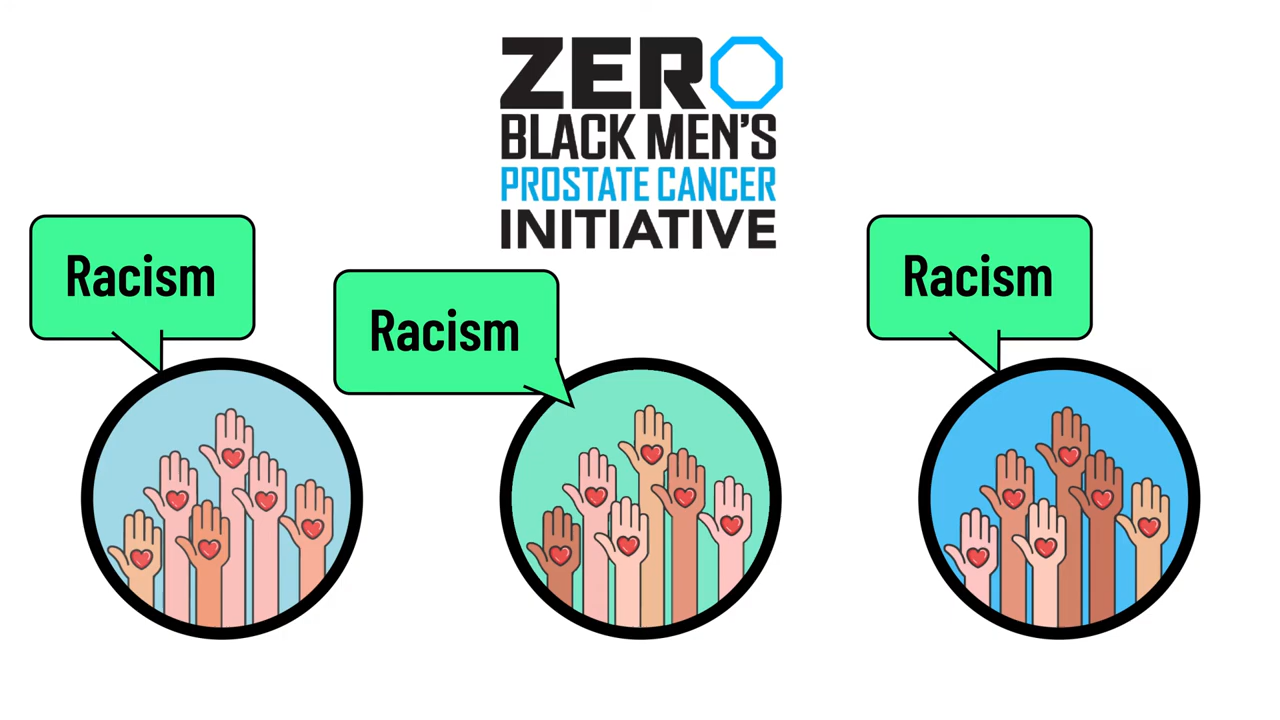 ZERO
BLACK MEN'S
PROSTATE CANCER
INITIATIVE
Racism
Racism
Racism